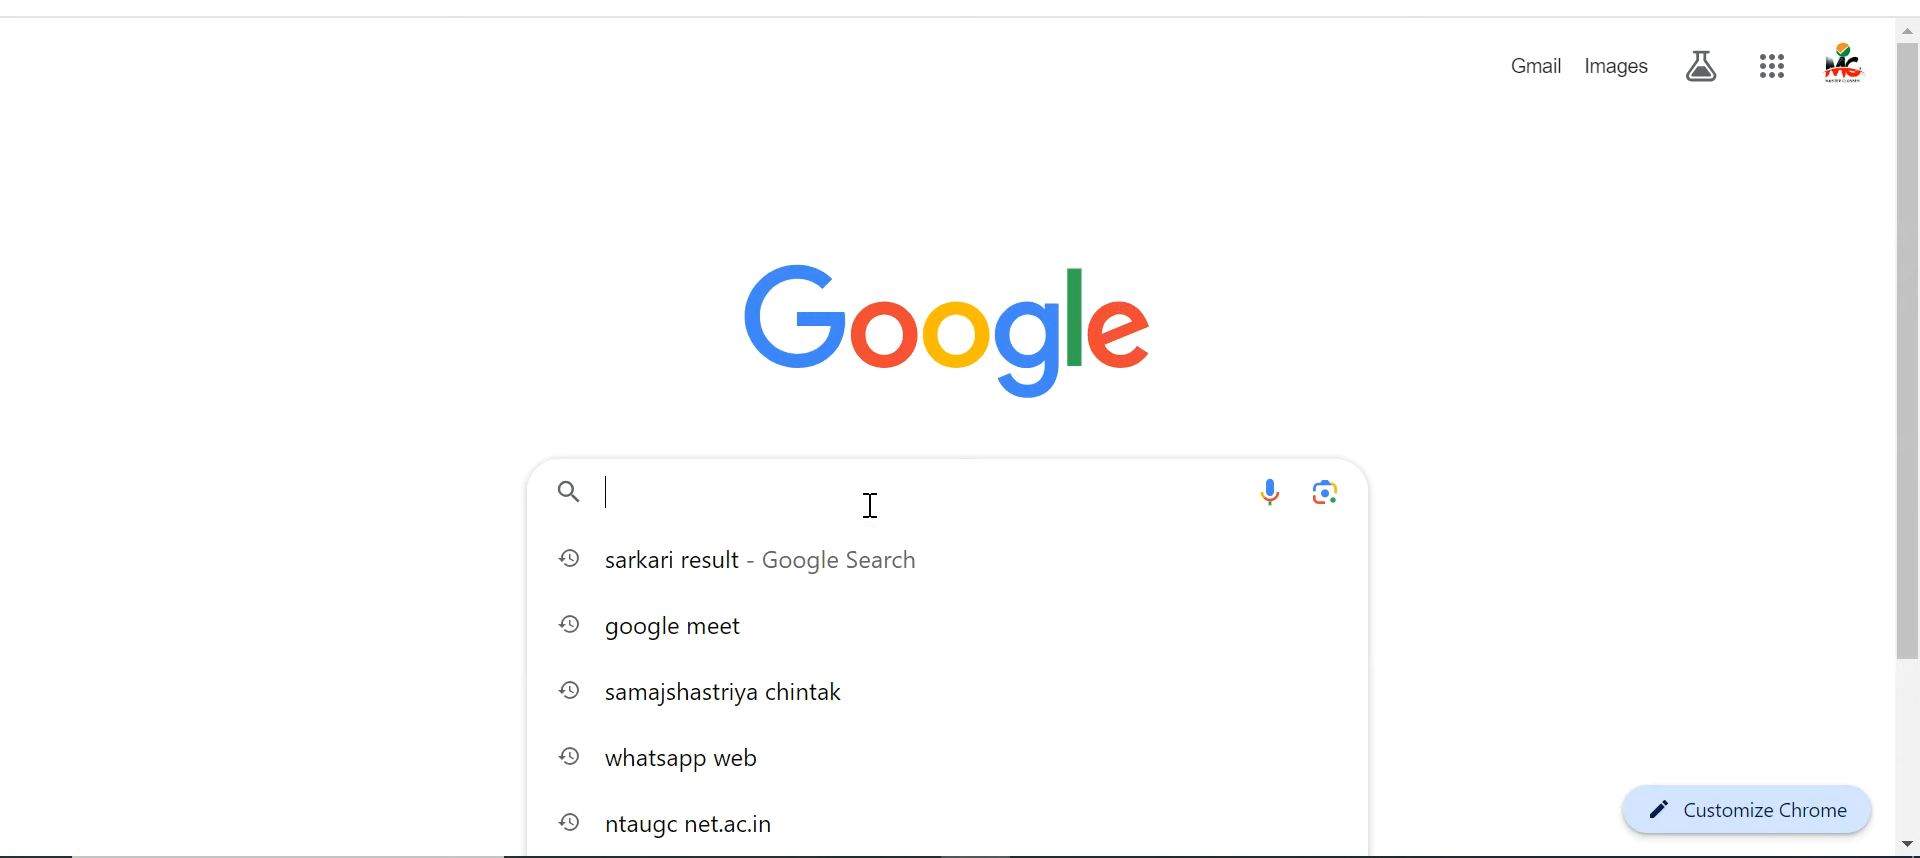 Gmail Images
Google
sarkari result - Google Search
google meet
samajshastriya chintak
whatsapp web
ntaugc net.ac.in
Customize Chrome